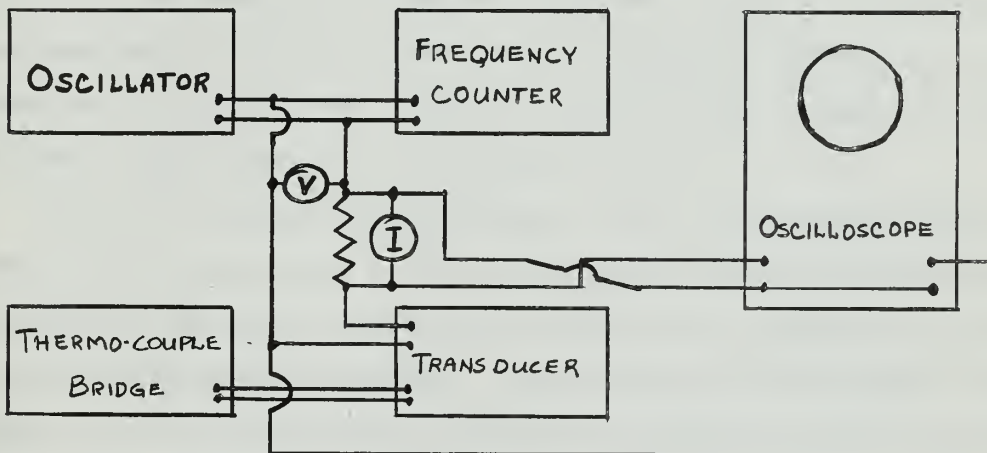 OSCILLATOR
FREQUENCY
COUNTER
V
I
OSCILLOSCOPE
THERMO-COUPLE
BRIDGE
TRANSDUCER